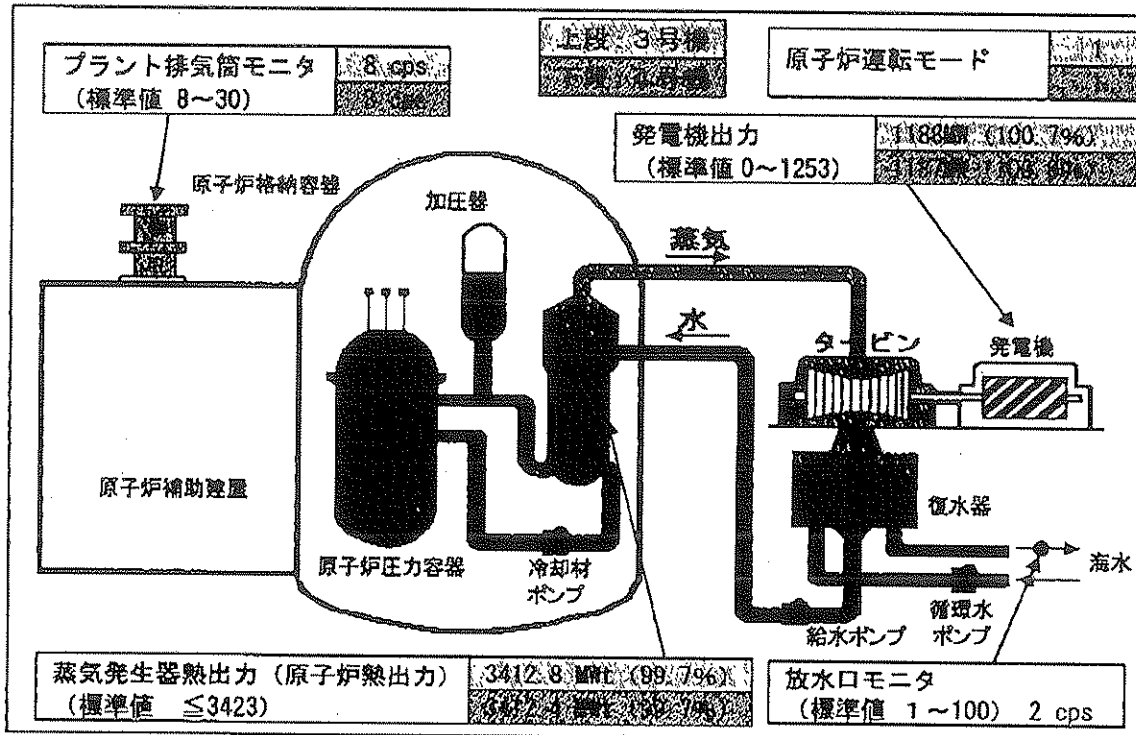 プラント排気筒モニタ
(標準値 8～30)
8 cps
上段 3号機
原子炉運転モード
1
発電機出力
(標準値 0～1253)
1188MW (100.7%)
原子炉格納容器
加圧器
蒸気
水
タービン
発電機
原子炉補助建屋
原子炉圧力容器
冷却材
ポンプ
復水器
海水
給水ポンプ
循環水
ポンプ
蒸気発生器熱出力 (原子炉熱出力)
(標準値 ≦3423)
3412.8 MWt (99.7%)
放水口モニタ
(標準値 1～100) 2 cps